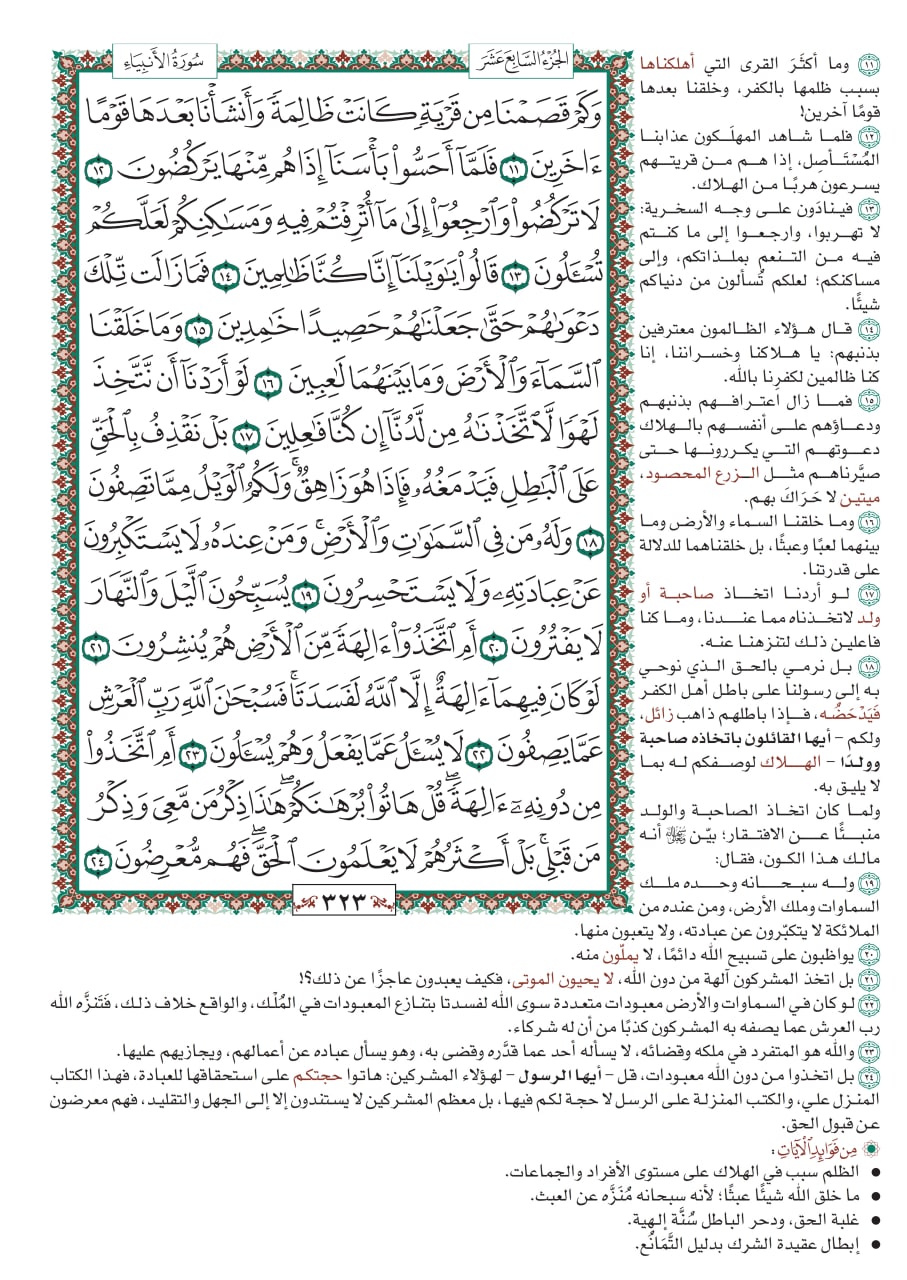 الجزء السابع عشر
سورة الأنبياء
وَكَمْ قَصَمْنَا مِن قَرْيَةٍ كَانَتْ ظَالِمَةً وَأَنشَأْنَا بَعْدَهَا قَوْمًا
ءَاخَرِينَ ١١ فَلَمَّآ أَحَسُّوا۟ بَأْسَنَآ إِذَا هُم مِّنْهَا يَرْكُضُونَ ١٢
لَا تَرْكُضُوا۟ وَٱرْجِعُوٓا۟ إِلَىٰ مَآ أُتْرِفْتُمْ فِيهِ وَمَسَٰكِنِكُمْ لَعَلَّكُمْ
تُسْـَٔلُونَ ١٣ قَالُوا۟ يَٰوَيْلَنَآ إِنَّا كُنَّا ظَٰلِمِينَ ١٤ فَمَا زَالَت تِّلْكَ
دَعْوَىٰهُمْ حَتَّىٰ جَعَلْنَٰهُمْ حَصِيدًا خَٰمِدِينَ ١٥ وَمَا خَلَقْنَا
ٱلسَّمَآءَ وَٱلْأَرْضَ وَمَا بَيْنَهُمَا لَٰعِبِينَ ١٦ لَوْ أَرَدْنَآ أَن نَّتَّخِذَ
لَهْوًا لَّٱتَّخَذْنَٰهُ مِن لَّدُنَّآ إِن كُنَّا فَٰعِلِينَ ١٧ بَلْ نَقْذِفُ بِٱلْحَقِّ
عَلَى ٱلْبَٰطِلِ فَيَدْمَغُهُۥ فَإِذَا هُوَ زَاهِقٌ ۚ وَلَكُمُ ٱلْوَيْلُ مِمَّا تَصِفُونَ
١٨ وَلَهُۥ مَن فِى ٱلسَّمَٰوَٰتِ وَٱلْأَرْضِ ۚ وَمَنْ عِندَهُۥ لَا يَسْتَكْبِرُونَ
عَنْ عِبَادَتِهِۦ وَلَا يَسْتَحْسِرُونَ ١٩ يُسَبِّحُونَ ٱلَّيْلَ وَٱلنَّهَارَ
لَا يَفْتُرُونَ ٢٠ أَمِ ٱتَّخَذُوٓا۟ ءَالِهَةً مِّنَ ٱلْأَرْضِ هُمْ يُنشِرُونَ ٢١
لَوْ كَانَ فِيهِمَآ ءَالِهَةٌ إِلَّا ٱللَّهُ لَفَسَدَتَا ۚ فَسُبْحَٰنَ ٱللَّهِ رَبِّ ٱلْعَرْشِ
عَمَّا يَصِفُونَ ٢٢ لَا يُسْـَٔلُ عَمَّا يَفْعَلُ وَهُمْ يُسْـَٔلُونَ ٢٣ أَمِ ٱتَّخَذُوا۟
مِن دُونِهِۦٓ ءَالِهَةً ۖ قُلْ هَاتُوا۟ بُرْهَٰنَكُمْ ۖ هَٰذَا ذِكْرُ مَن مَّعِىَ وَذِكْرُ
مَن قَبْلِى ۗ بَلْ أَكْثَرُهُمْ لَا يَعْلَمُونَ ٱلْحَقَّ ۖ فَهُم مُّعْرِضُونَ ٢٤
٣٢٣
١١ وما أكثَرَ القرى التي أهلكناها
بسبب ظلمها بالكفر، وخلقنا بعدها
قومًا آخرين!
١٢ فلما شاهد المهلَكون عذابنا
المُسْتَأصِل، إذا هم من قريتهم
يسرعون هربًا من الهلاك.
١٣ فينادَون على وجه السخرية:
لا تهربوا، وارجعوا إلى ما كنتم
فيه من التنعم بملذاتكم، وإلى
مساكنكم؛ لعلكم تُسألون من دنياكم
شيئًا.
١٤ قال هؤلاء الظالمون معترفين
بذنبهم: يا هلاكنا وخسراننا، إنا
كنا ظالمين لكفرِنا بالله.
١٥ فما زال اعترافهم بذنبهم
ودعاؤهم على أنفسهم بالهلاك
دعوتهم التي يكررونها حتى
صيَّرناهم مثل الزرع المحصود،
ميتين لا حَرَاكَ بهم.
١٦ وما خلقنا السماء والأرض وما
بينهما لعبًا وعبثًا، بل خلقناهما للدلالة
على قدرتنا.
١٧ لو أردنا اتخاذ صاحبة أو
ولد لاتخذناه مما عندنا، وما كنا
فاعلين ذلك لتنزهنا عنه.
١٨ بل نرمي بالحق الذي نوحي
به إلى رسولنا على باطل أهل الكفر
فَيَدْحَضُه، فإذا باطلهم ذاهب زائل،
ولكم - أيها القائلون باتخاذه صاحبة
وولدًا - الهلاك لوصفكم له بما
لا يليق به.
ولما كان اتخاذ الصاحبة والولد
منبئًا عن الافتقار؛ بيّن ﷻ أنه
مالك هذا الكون، فقال:
١٩ وله سبحانه وحده ملك
السماوات وملك الأرض، ومن عنده من
الملائكة لا يتكبّرون عن عبادته، ولا يتعبون منها.
٢٠ يواظبون على تسبيح الله دائمًا، لا يملّون منه.
٢١ بل اتخذ المشركون آلهة من دون الله، لا يحيون الموتى، فكيف يعبدون عاجزًا عن ذلك؟!
٢٢ لو كان في السماوات والأرض معبودات متعددة سوى الله لفسدتا بتنازع المعبودات في المُلْك، والواقع خلاف ذلك، فَتَنزَّه الله
رب العرش عما يصفه به المشركون كذبًا من أن له شركاء.
٢٣ والله هو المتفرد في ملكه وقضائه، لا يسأله أحد عما قدَّره وقضى به، وهو يسأل عباده عن أعمالهم، ويجازيهم عليها.
٢٤ بل اتخذوا من دون الله معبودات، قل - أيها الرسول - لهؤلاء المشركين: هاتوا حجتكم على استحقاقها للعبادة، فهذا الكتاب
المنزل علي، والكتب المنزلة على الرسل لا حجة لكم فيها، بل معظم المشركين لا يستندون إلا إلى الجهل والتقليد، فهم معرضون
عن قبول الحق.
من فوائد الآيات:
● الظلم سبب في الهلاك على مستوى الأفراد والجماعات.
● ما خلق الله شيئًا عبثًا؛ لأنه سبحانه مُنَزَّه عن العبث.
● غلبة الحق، ودحر الباطل سُنَّة إلهية.
● إبطال عقيدة الشرك بدليل التَّمَانُع.